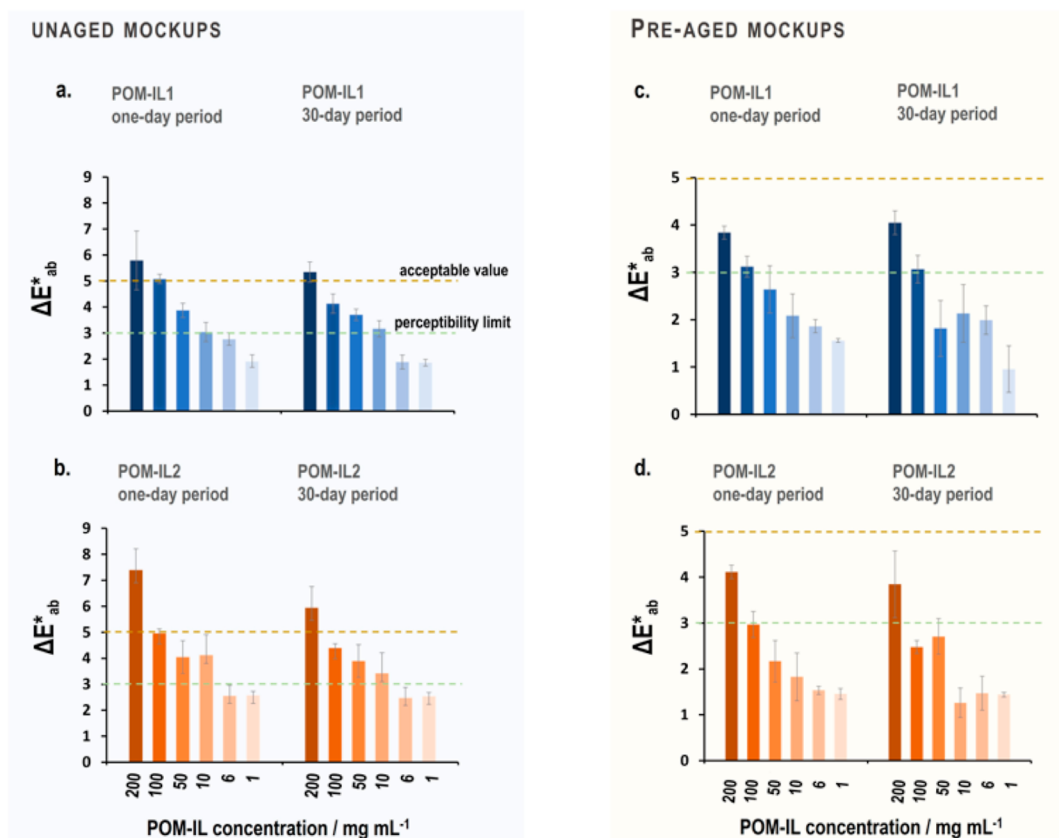 UNAGED MOCKUPS
a.
POM-IL1
one-day period
POM-IL1
30-day period
9
8
7
6
5
4
3
2
1
0
ΔE*ab
acceptable value
perceptibility limit
b.
POM-IL2
one-day period
POM-IL2
30-day period
9
8
7
6
5
4
3
2
1
0
ΔE*ab
200
100
50
10
6
1
200
100
50
10
6
1
POM-IL concentration / mg mL⁻¹
PRE-AGED MOCKUPS
c.
POM-IL1
one-day period
POM-IL1
30-day period
5
4
3
2
1
0
ΔE*ab
d.
POM-IL2
one-day period
POM-IL2
30-day period
5
4
3
2
1
0
ΔE*ab
200
100
50
10
6
1
200
100
50
10
6
1
POM-IL concentration / mg mL⁻¹